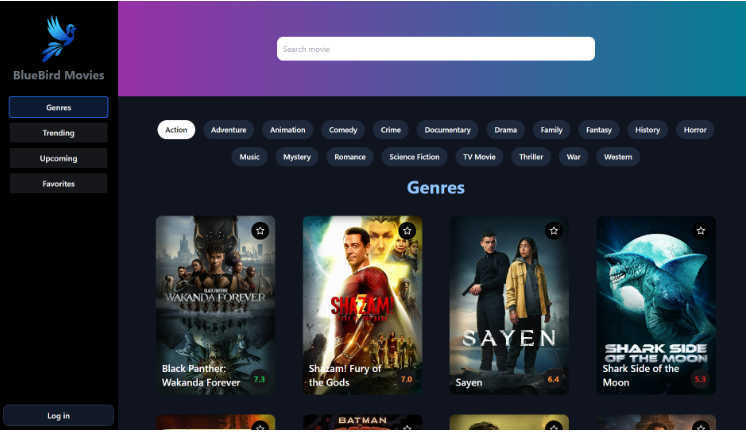 BlueBird Movies
Genres
Trending
Upcoming
Favorites
Log in
Search movie
Action Adventure Animation Comedy Crime Documentary Drama Family Fantasy History Horror
Music Mystery Romance Science Fiction TV Movie Thriller War Western
Genres
BLACK PANTHER
WAKANDA FOREVER
Black Panther:
Wakanda Forever 7.3
SHAZAM!
Shazam! Fury of
the Gods 7.0
SAYEN
Sayen 6.4
SHARK SIDE
OF THE MOON
Shark Side of the
Moon 5.3
BATMAN